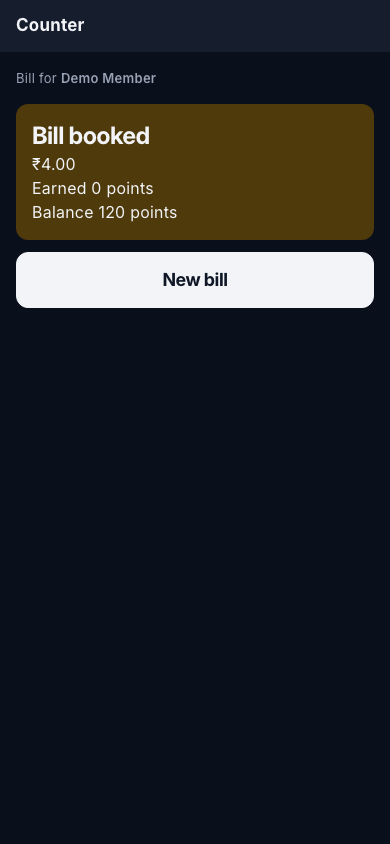 Counter
Bill for Demo Member
Bill booked
₹4.00
Earned 0 points
Balance 120 points
New bill